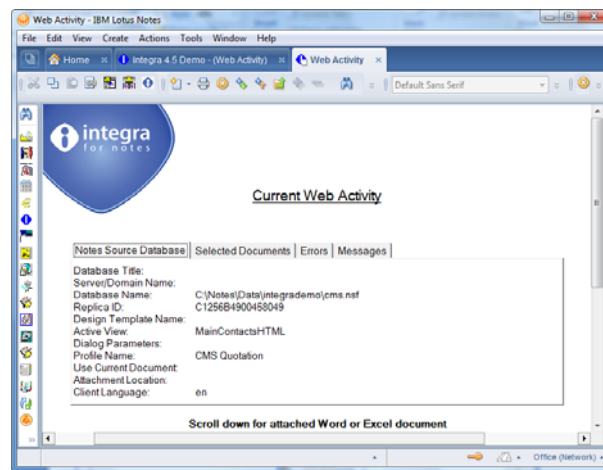 Web Activity - IBM Lotus Notes
File Edit View Create Actions Tools Window Help
Home Integra 4.5 Demo - (Web Activity) Web Activity
Default Sans Serif
integra
for notes
Current Web Activity
Notes Source Database Selected Documents Errors Messages
Database Title:
Server/Domain Name:
Database Name: C:\Notes\Data\integrademo\cms.nsf
Replica ID: C1256B4900458049
Design Template Name:
Active View: MainContactsHTML
Dialog Parameters:
Profile Name: CMS Quotation
Use Current Document:
Attachment Location:
Client Language: en
Scroll down for attached Word or Excel document
Office (Network)